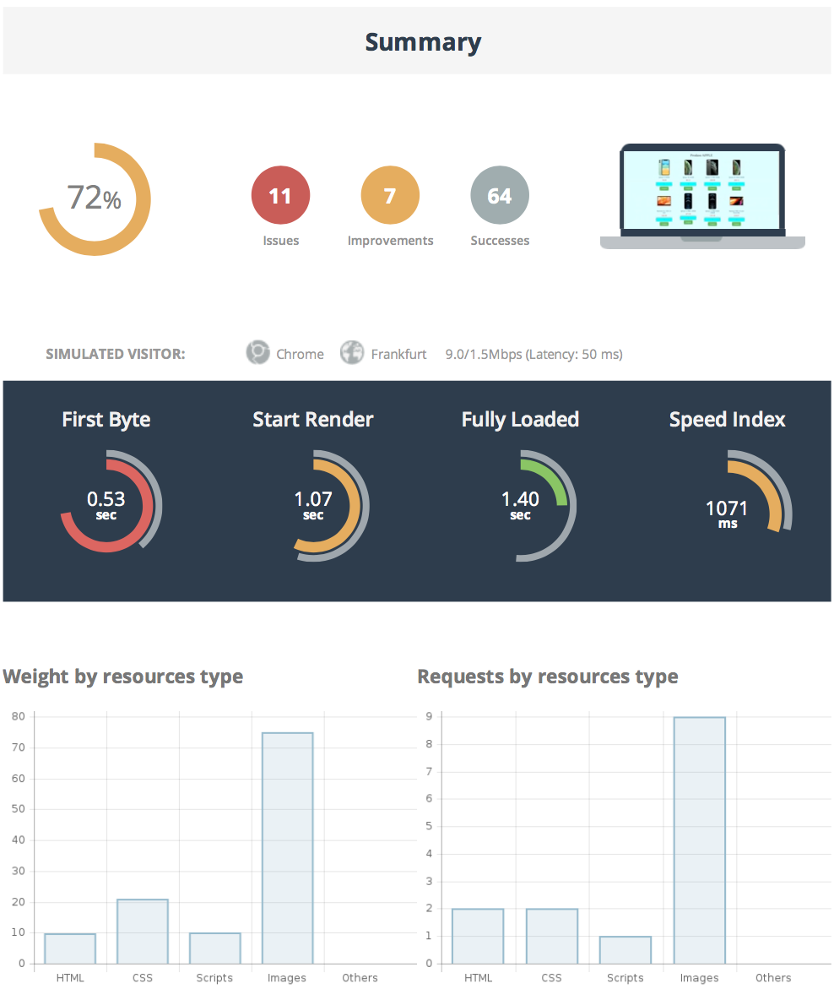 Summary
72%
11
7
64
Issues
Improvements
Successes
SIMULATED VISITOR:
Chrome
Frankfurt
9.0/1.5Mbps (Latency: 50 ms)
First Byte
Start Render
Fully Loaded
Speed Index
0.53
sec
1.07
sec
1.40
sec
1071
ms
Weight by resources type
Requests by resources type
80
70
60
50
40
30
20
10
0
HTML
CSS
Scripts
Images
Others
9
8
7
6
5
4
3
2
1
0
HTML
CSS
Scripts
Images
Others